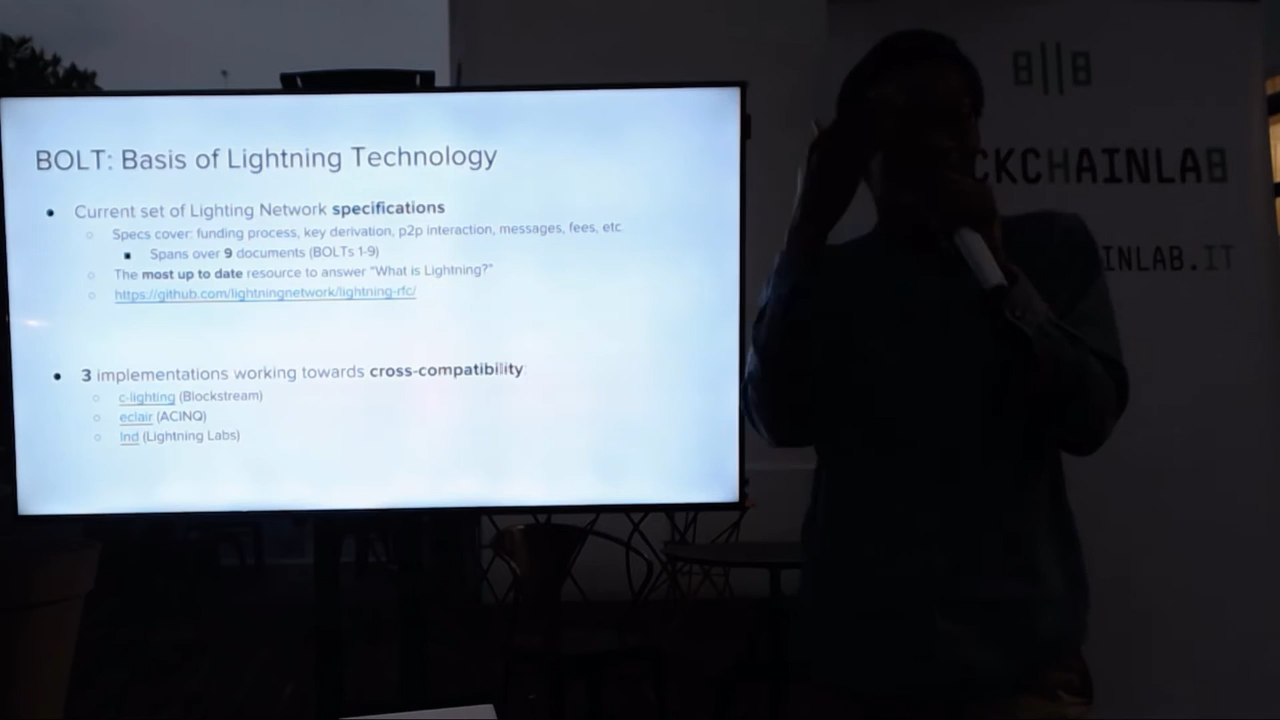 BOLT: Basis of Lightning Technology
Current set of Lighting Network specifications
Specs cover: funding process, key derivation, p2p interaction, messages, fees, etc
Spans over 9 documents (BOLTs 1-9)
The most up to date resource to answer "What is Lightning?"
https://github.com/lightningnetwork/lightning-rfc/
3 implementations working towards cross-compatibility
c-lighting (Blockstream)
eclair (ACINQ)
lnd (Lightning Labs)
B||B
CKCHAINLAB
INLAB.IT